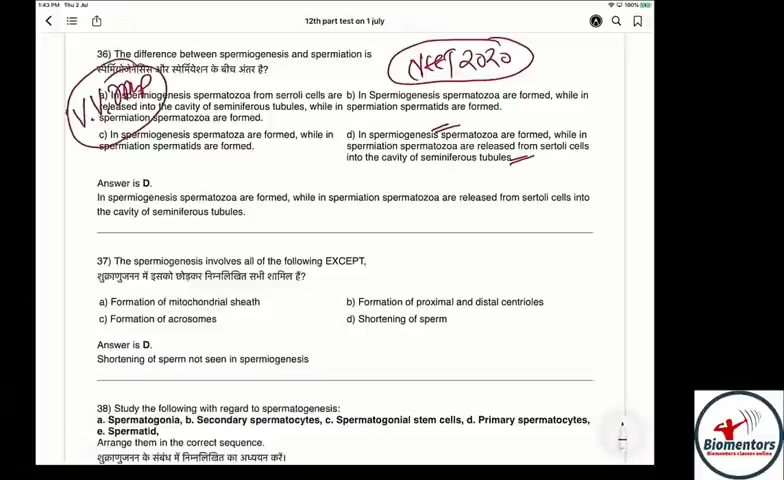 1:43 PM Thu 2 Jul
100%
12th part test on 1 july
36) The difference between spermiogenesis and spermiation is
NEET 2020
स्पर्मियोजेनेसिस और स्पर्मियेशन के बीच अंतर है?
V.V.Imp
a) In spermiogenesis spermatozoa from seroli cells are
released into the cavity of seminiferous tubules, while in
spermiation spermatozoa are formed.
b) In Spermiogenesis spermatozoa are formed, while in
spermiation spermatids are formed.
c) In spermiogenesis spermatoza are formed, while in
spermiation spermatids are formed.
d) In spermiogenesis spermatozoa are formed, while in
spermiation spermatozoa are released from sertoli cells
into the cavity of seminiferous tubules.
Answer is D.
In spermiogenesis spermatozoa are formed, while in spermiation spermatozoa are released from sertoli cells into
the cavity of seminiferous tubules.
37) The spermiogenesis involves all of the following EXCEPT,
शुक्राणुजनन में इसको छोड़कर निम्नलिखित सभी शामिल हैं?
a) Formation of mitochondrial sheath
b) Formation of proximal and distal centrioles
c) Formation of acrosomes
d) Shortening of sperm
Answer is D.
Shortening of sperm not seen in spermiogenesis
38) Study the following with regard to spermatogenesis:
a. Spermatogonia, b. Secondary spermatocytes, c. Spermatogonial stem cells, d. Primary spermatocytes,
e. Spermatid,
Arrange them in the correct sequence.
शुक्राणुजनन के संबंध में निम्नलिखित का अध्ययन करें।
Biomentors
Biomentors classes online